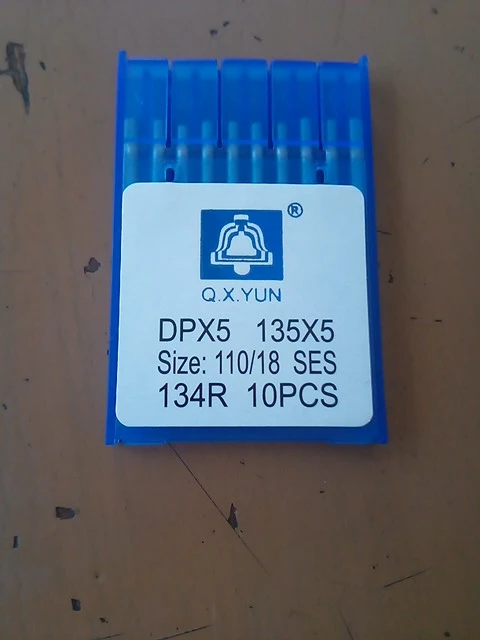 ®
Q.X.YUN
DPX5 135X5
Size: 110/18 SES
134R 10PCS